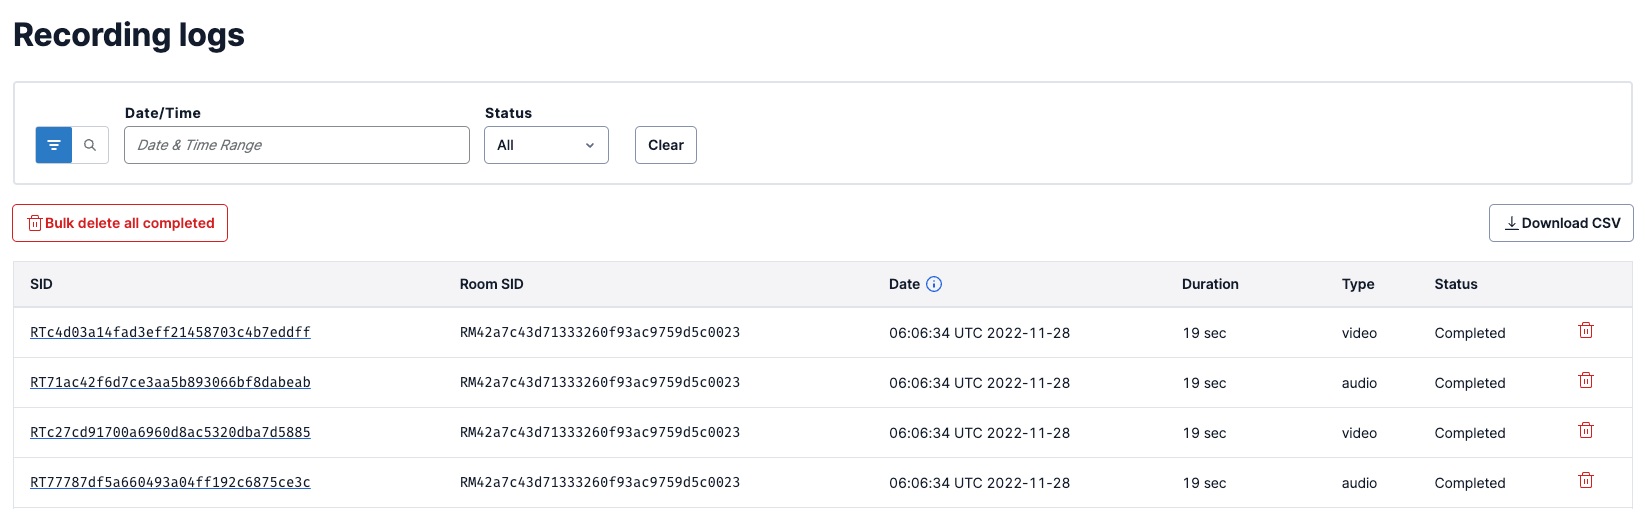 Recording logs
Date/Time Status
Date & Time Range All Clear
Bulk delete all completed Download CSV
SID Room SID Date Duration Type Status
RTc4d03a14fad3eff21458703c4b7eddff RM42a7c43d71333260f93ac9759d5c0023 06:06:34 UTC 2022-11-28 19 sec video Completed
RT71ac42f6d7ce3aa5b893066bf8dabeab RM42a7c43d71333260f93ac9759d5c0023 06:06:34 UTC 2022-11-28 19 sec audio Completed
RTc27cd91700a6960d8ac5320dba7d5885 RM42a7c43d71333260f93ac9759d5c0023 06:06:34 UTC 2022-11-28 19 sec video Completed
RT77787df5a660493a04ff192c6875ce3c RM42a7c43d71333260f93ac9759d5c0023 06:06:34 UTC 2022-11-28 19 sec audio Completed